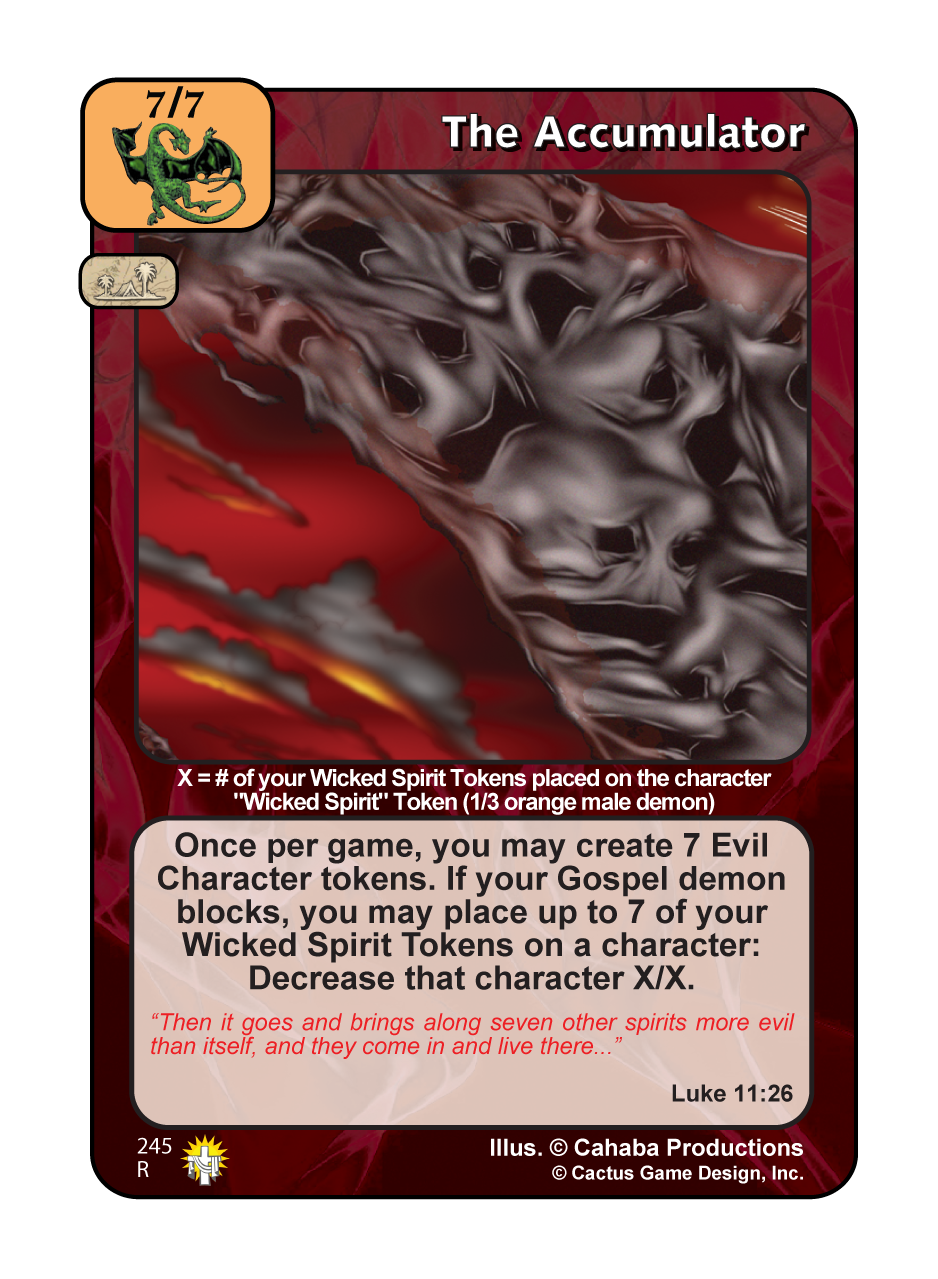 7/7
The Accumulator
X = # of your Wicked Spirit Tokens placed on the character
"Wicked Spirit" Token (1/3 orange male demon)
Once per game, you may create 7 Evil
Character tokens. If your Gospel demon
blocks, you may place up to 7 of your
Wicked Spirit Tokens on a character:
Decrease that character X/X.
“Then it goes and brings along seven other spirits more evil
than itself, and they come in and live there...”
Luke 11:26
245
R
Illus. © Cahaba Productions
© Cactus Game Design, Inc.